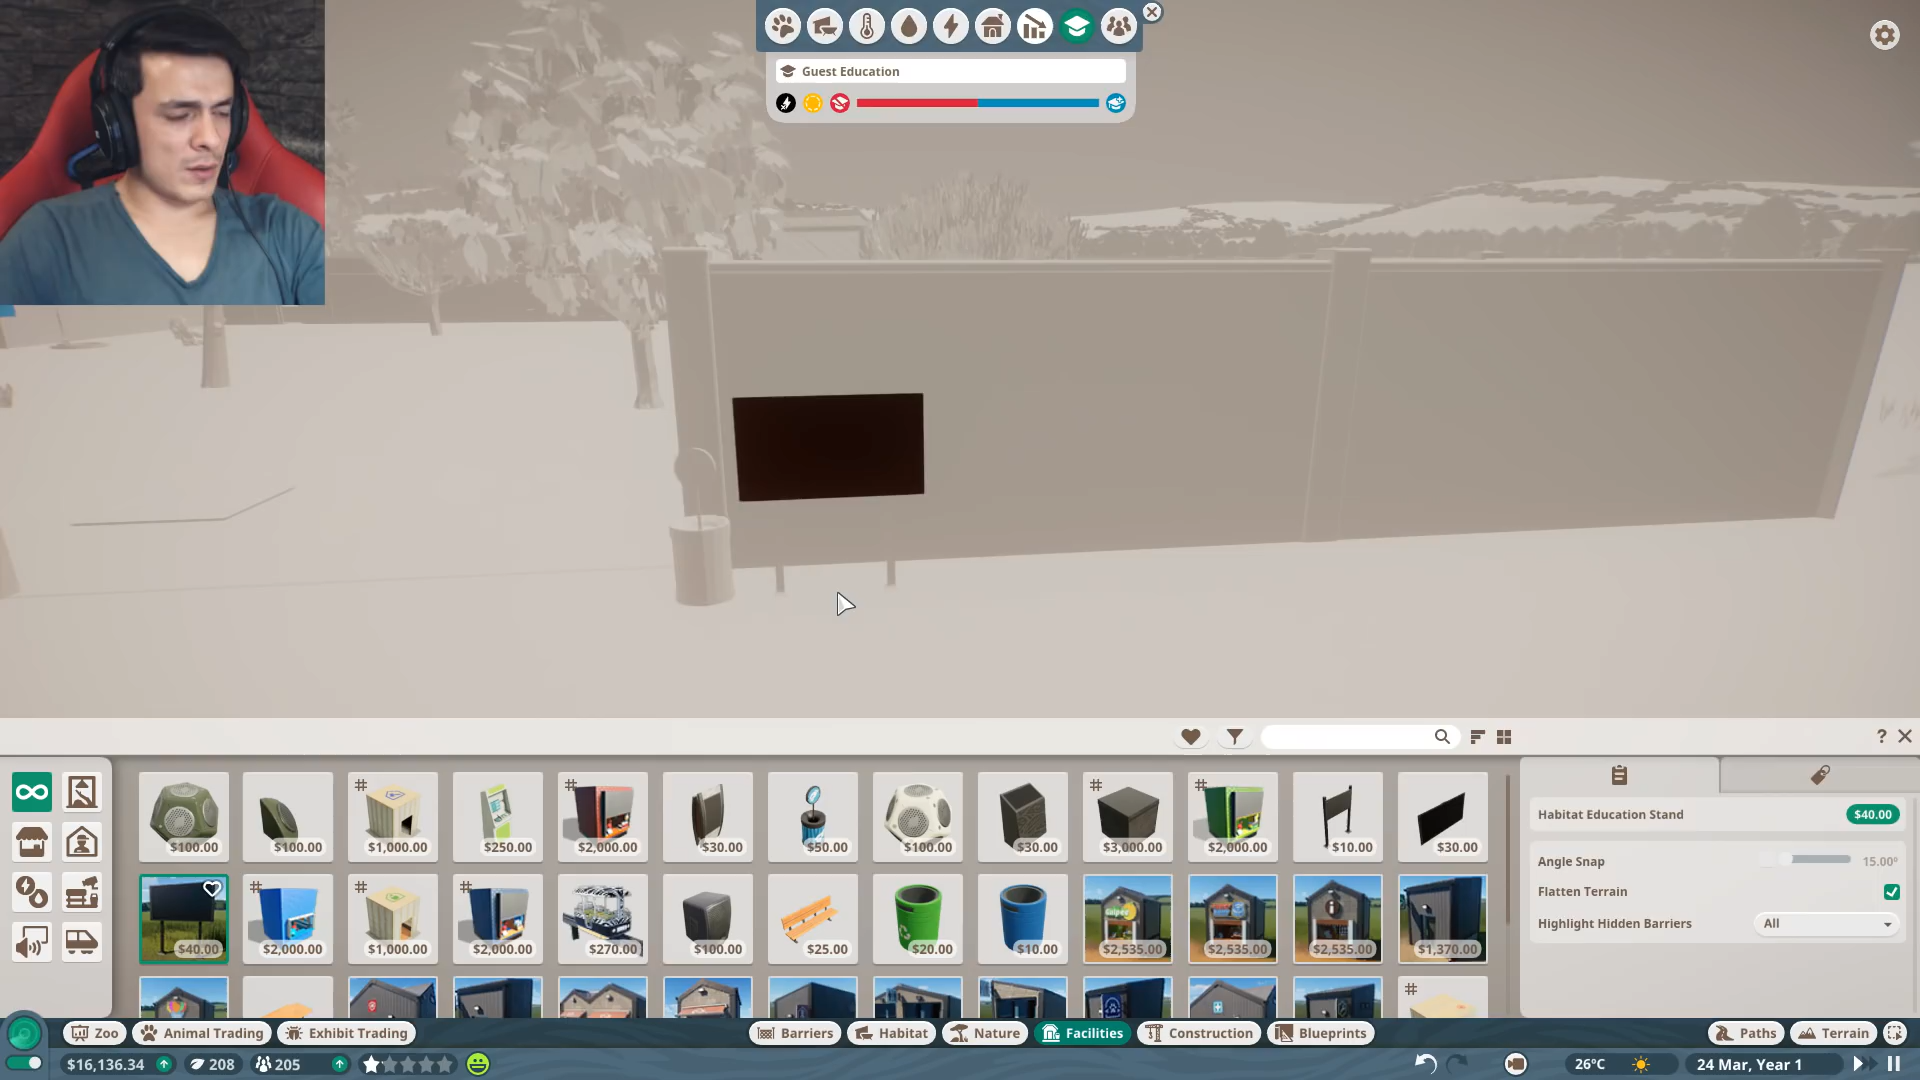 Guest Education
Habitat Education Stand
$40.00
Angle Snap
15.00°
Flatten Terrain
Highlight Hidden Barriers
All
$100.00
$100.00
$1,000.00
$250.00
$2,000.00
$30.00
$50.00
$100.00
$30.00
$3,000.00
$2,000.00
$10.00
$30.00
$40.00
$2,000.00
$1,000.00
$2,000.00
$270.00
$100.00
$25.00
$20.00
$10.00
$2,535.00
$2,535.00
$2,535.00
$1,370.00
Zoo
Animal Trading
Exhibit Trading
Barriers
Habitat
Nature
Facilities
Construction
Blueprints
Paths
Terrain
$16,136.34
208
205
26°C
24 Mar, Year 1